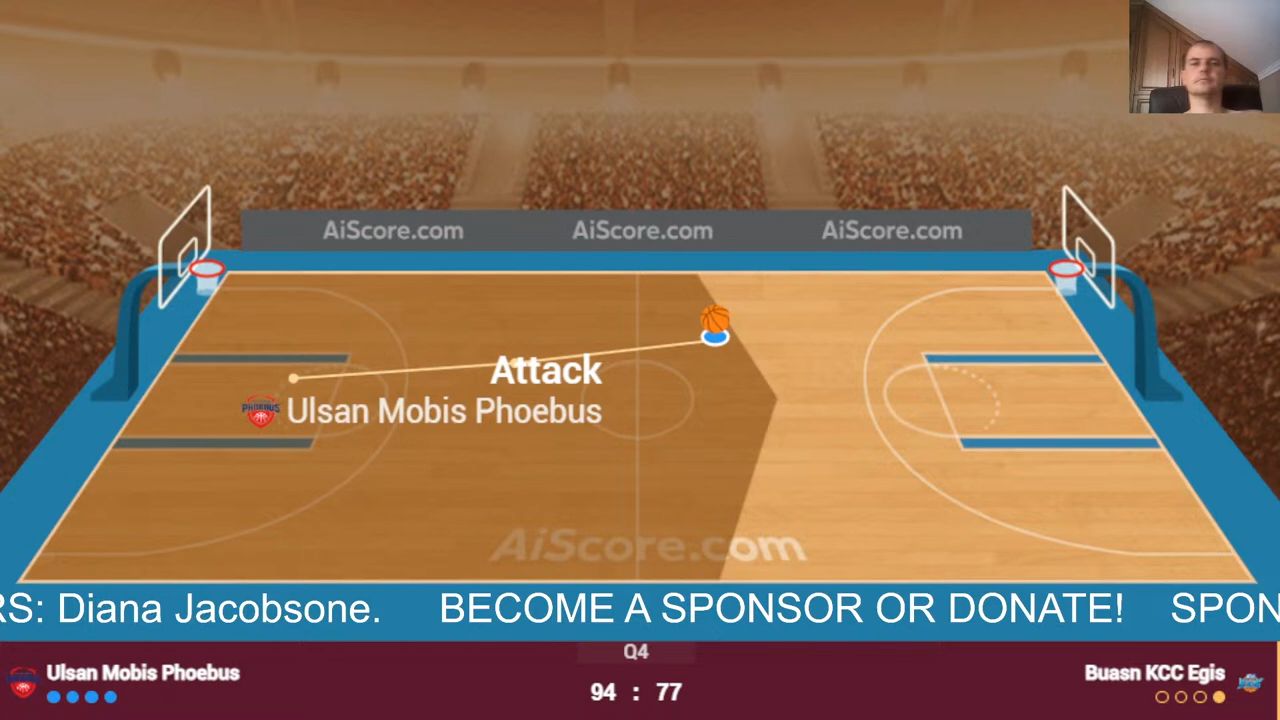 AiScore.com AiScore.com AiScore.com
Attack
PHOEBUS Ulsan Mobis Phoebus
AiScore.com
RS: Diana Jacobsone. BECOME A SPONSOR OR DONATE! SPON
Q4
Ulsan Mobis Phoebus
94 : 77
Buasn KCC Egis